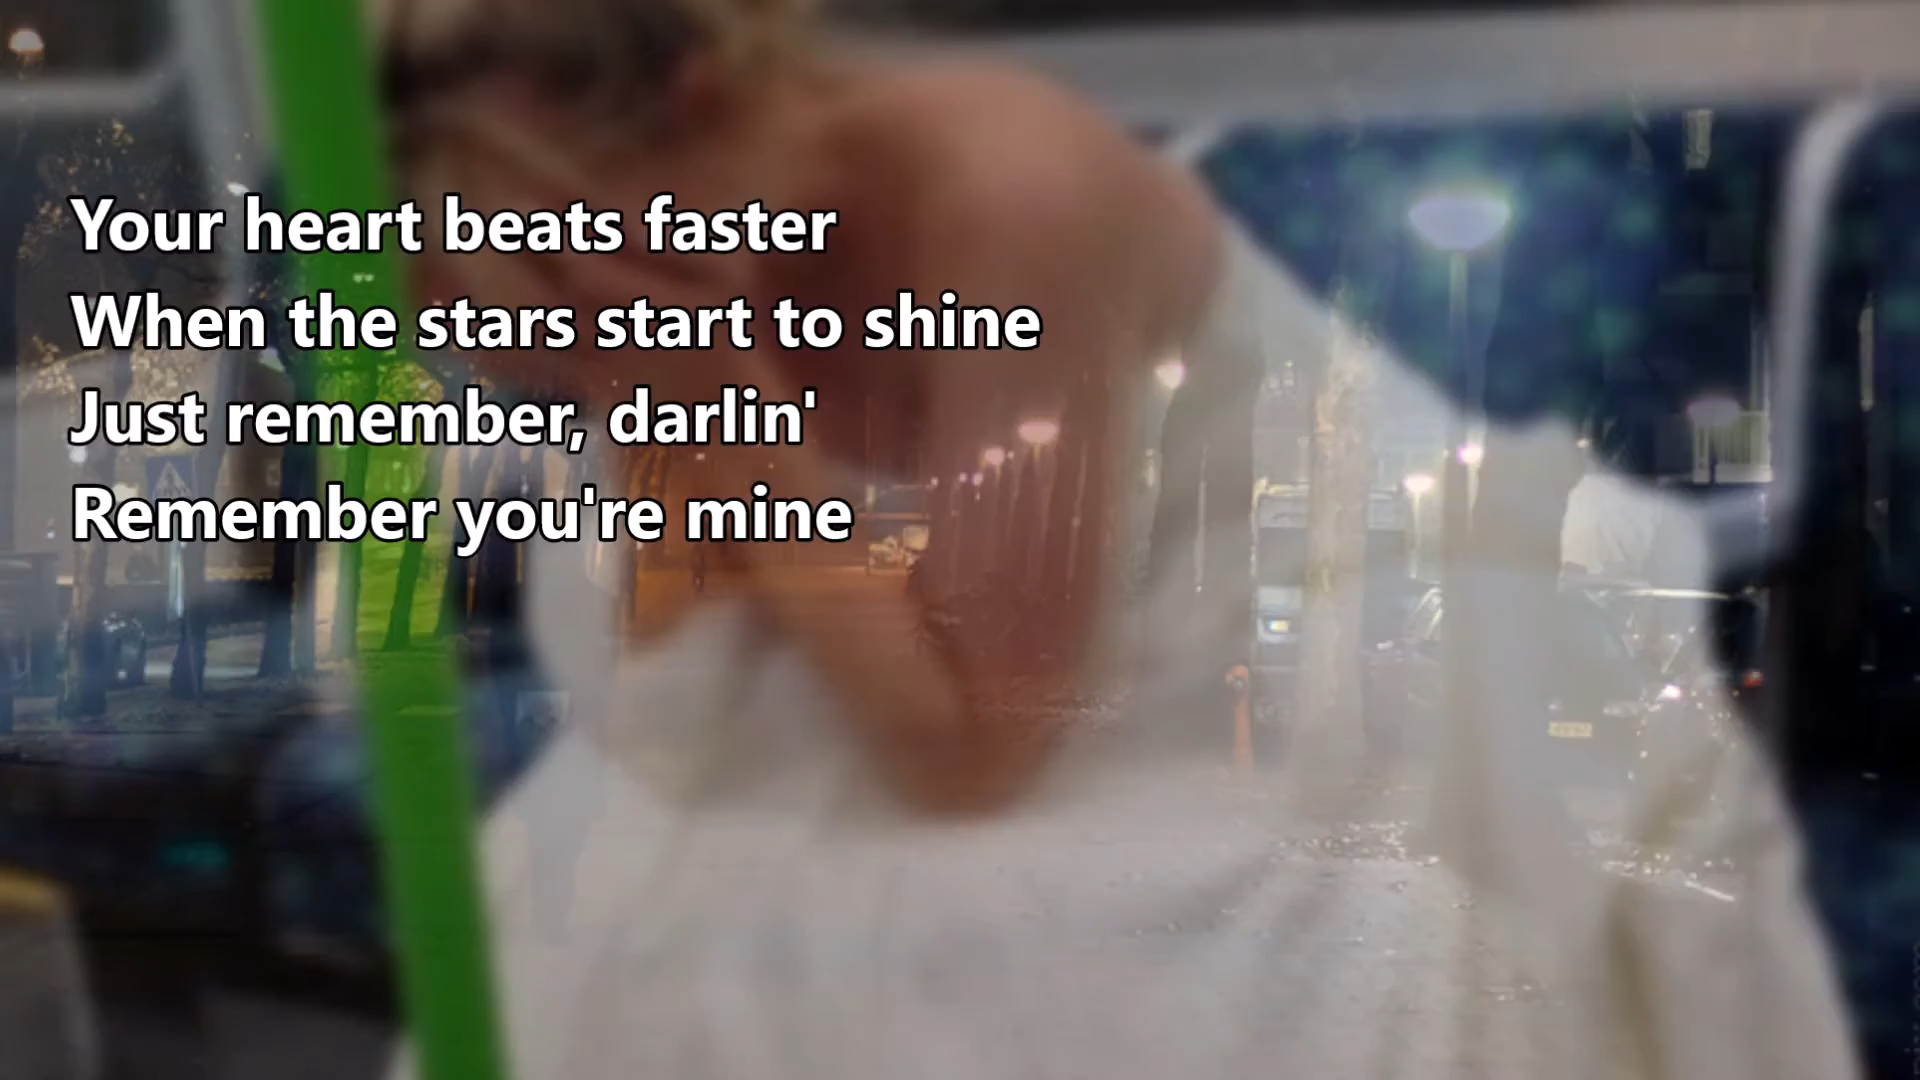 Your heart beats faster
When the stars start to shine
Just remember, darlin'
Remember you're mine